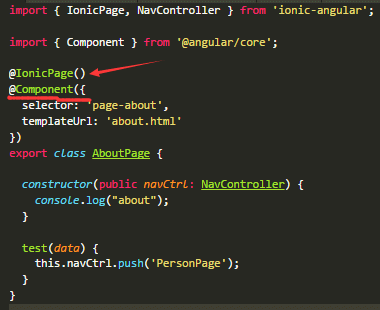 import { IonicPage, NavController } from 'ionic-angular';
import { Component } from '@angular/core';
@IonicPage()
@Component({
  selector: 'page-about',
  templateUrl: 'about.html'
})
export class AboutPage {
  constructor(public navCtrl: NavController) {
    console.log("about");
  }
  test(data) {
    this.navCtrl.push('PersonPage');
  }
}